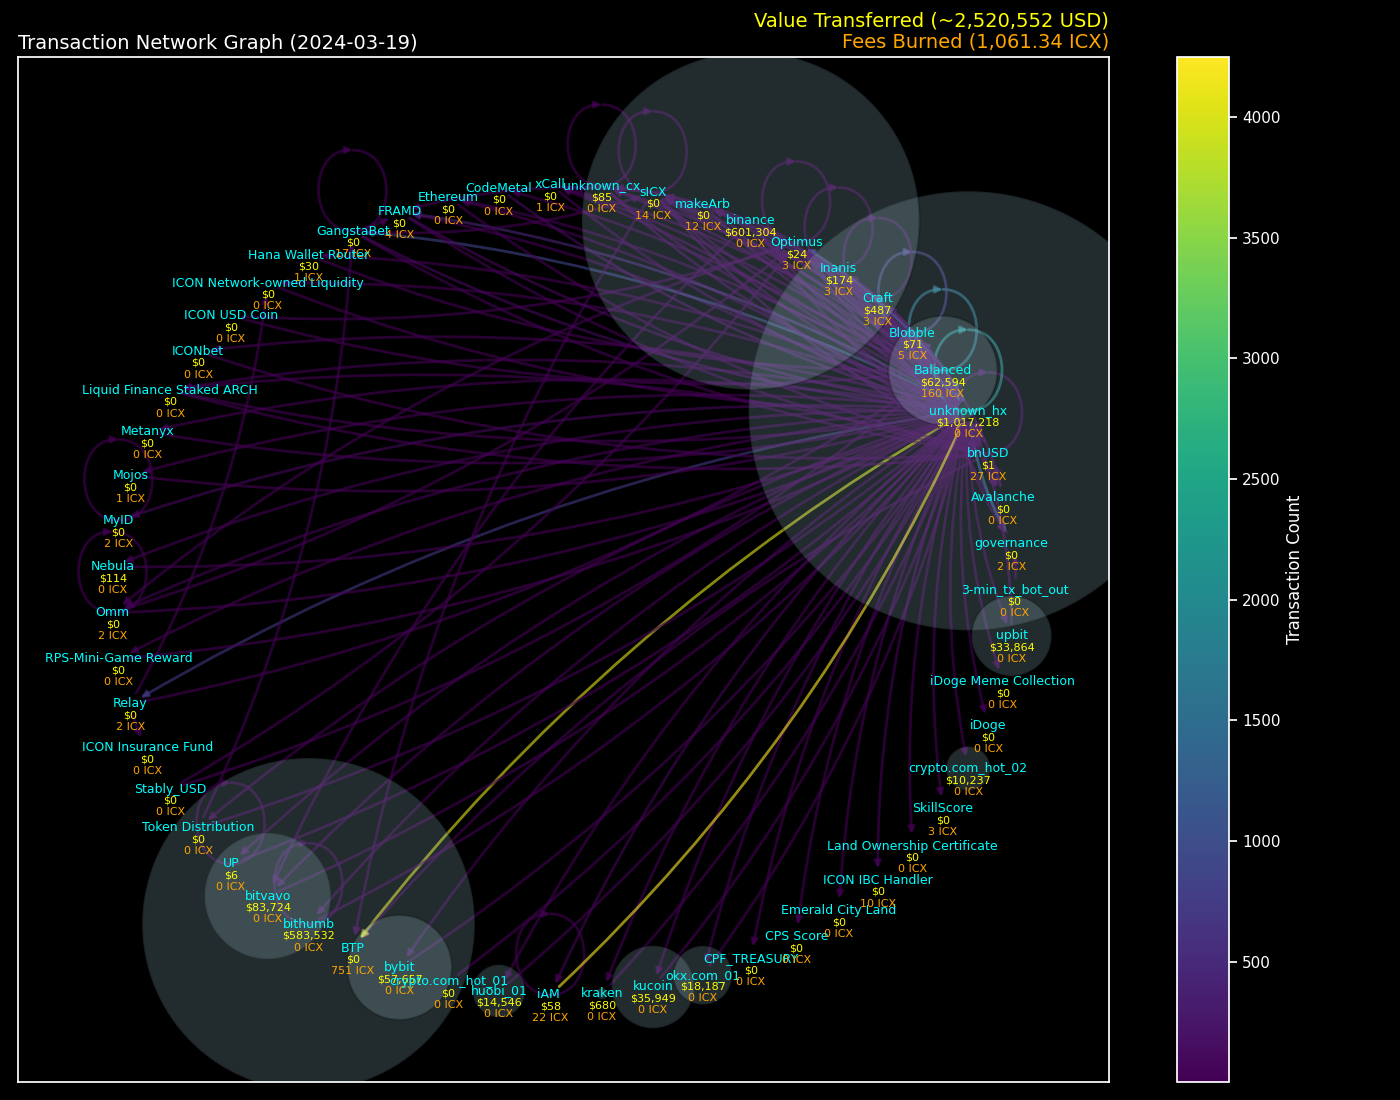 Value Transferred (~2,520,552 USD)
Transaction Network Graph (2024-03-19)
Fees Burned (1,061.34 ICX)
unknown_hx
$1,017,218
0 ICX
Balanced
$62,594
160 ICX
Blobble
$71
5 ICX
Craft
$487
3 ICX
Inanis
$174
3 ICX
Optimus
$24
3 ICX
binance
$601,304
0 ICX
makeArb
$0
12 ICX
sICX
$0
14 ICX
unknown_cx
$85
0 ICX
xCall
$0
1 ICX
CodeMetal
$0
0 ICX
Ethereum
$0
0 ICX
FRAMD
$0
4 ICX
GangstaBet
$0
17 ICX
Hana Wallet Router
$30
1 ICX
ICON Network-owned Liquidity
$0
0 ICX
ICON USD Coin
$0
0 ICX
ICONbet
$0
0 ICX
Liquid Finance Staked ARCH
$0
0 ICX
Metanyx
$0
0 ICX
Mojos
$0
1 ICX
MyID
$0
2 ICX
Nebula
$114
0 ICX
Omm
$0
2 ICX
RPS-Mini-Game Reward
$0
0 ICX
Relay
$0
2 ICX
ICON Insurance Fund
$0
0 ICX
Stably_USD
$0
0 ICX
Token Distribution
$0
0 ICX
UP
$6
0 ICX
bitvavo
$83,724
0 ICX
bithumb
$583,532
0 ICX
BTP
$0
751 ICX
bybit
$57,657
0 ICX
crypto.com_hot_01
$0
0 ICX
huobi_01
$14,546
0 ICX
iAM
$58
22 ICX
kraken
$680
0 ICX
kucoin
$35,949
0 ICX
okx.com_01
$18,187
0 ICX
CPF_TREASURY
$0
0 ICX
CPS Score
$0
0 ICX
Emerald City Land
$0
0 ICX
ICON IBC Handler
$0
10 ICX
Land Ownership Certificate
$0
0 ICX
SkillScore
$0
3 ICX
crypto.com_hot_02
$10,237
0 ICX
iDoge
$0
0 ICX
iDoge Meme Collection
$0
0 ICX
upbit
$33,864
0 ICX
3-min_tx_bot_out
$0
0 ICX
governance
$0
2 ICX
Avalanche
$0
0 ICX
bnUSD
$1
27 ICX
4000
3500
3000
2500
2000
1500
1000
500
Transaction Count